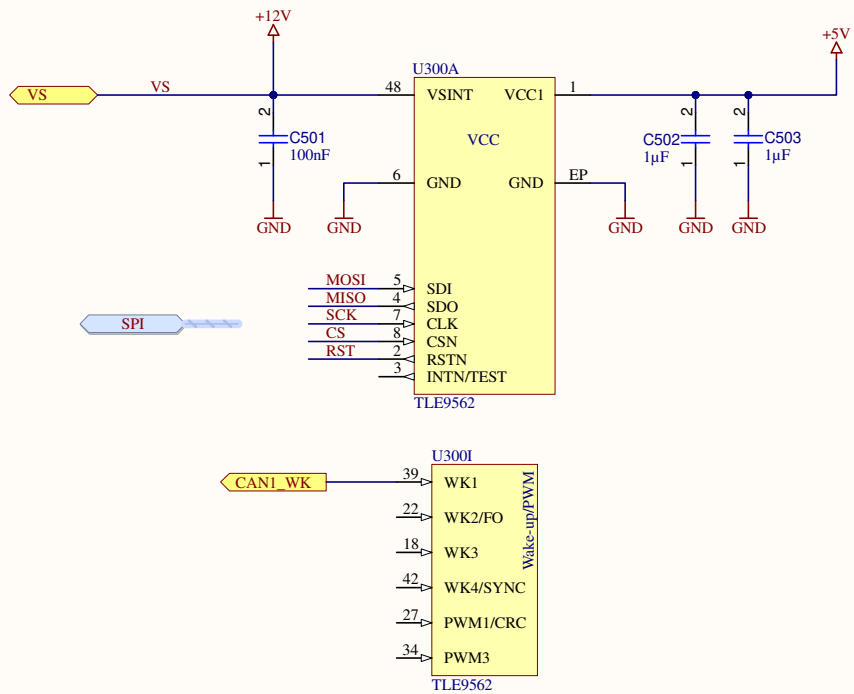 +12V
+5V
U300A
VS
VS
48
VSINT
VCC1
1
2
C501
100nF
1
VCC
2
C502
1µF
1
2
C503
1µF
1
6
GND
GND
EP
GND
GND
GND
GND
GND
SPI
MOSI
5
SDI
MISO
4
SDO
SCK
7
CLK
CS
8
CSN
RST
2
RSTN
3
INTN/TEST
TLE9562
U300I
CAN1_WK
39
WK1
22
WK2/FO
18
WK3
42
WK4/SYNC
27
PWM1/CRC
34
PWM3
Wake-up/PWM
TLE9562